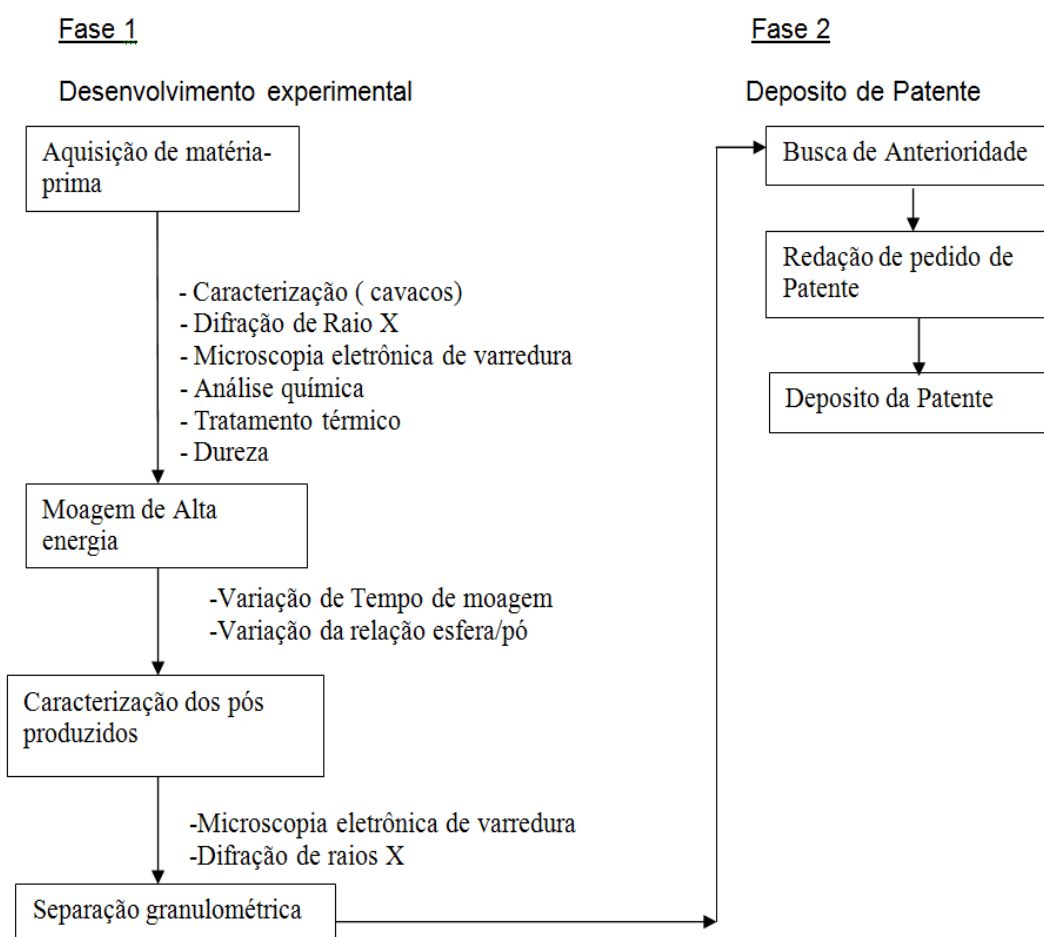 Fase 1
Desenvolvimento experimental
Aquisição de matéria-
prima
- Caracterização ( cavacos)
- Difração de Raio X
- Microscopia eletrônica de varredura
- Análise química
- Tratamento térmico
- Dureza
Moagem de Alta
energia
-Variação de Tempo de moagem
-Variação da relação esfera/pó
Caracterização dos pós
produzidos
-Microscopia eletrônica de varredura
-Difração de raios X
Separação granulométrica
Fase 2
Deposito de Patente
Busca de Anterioridade
Redação de pedido de
Patente
Deposito da Patente